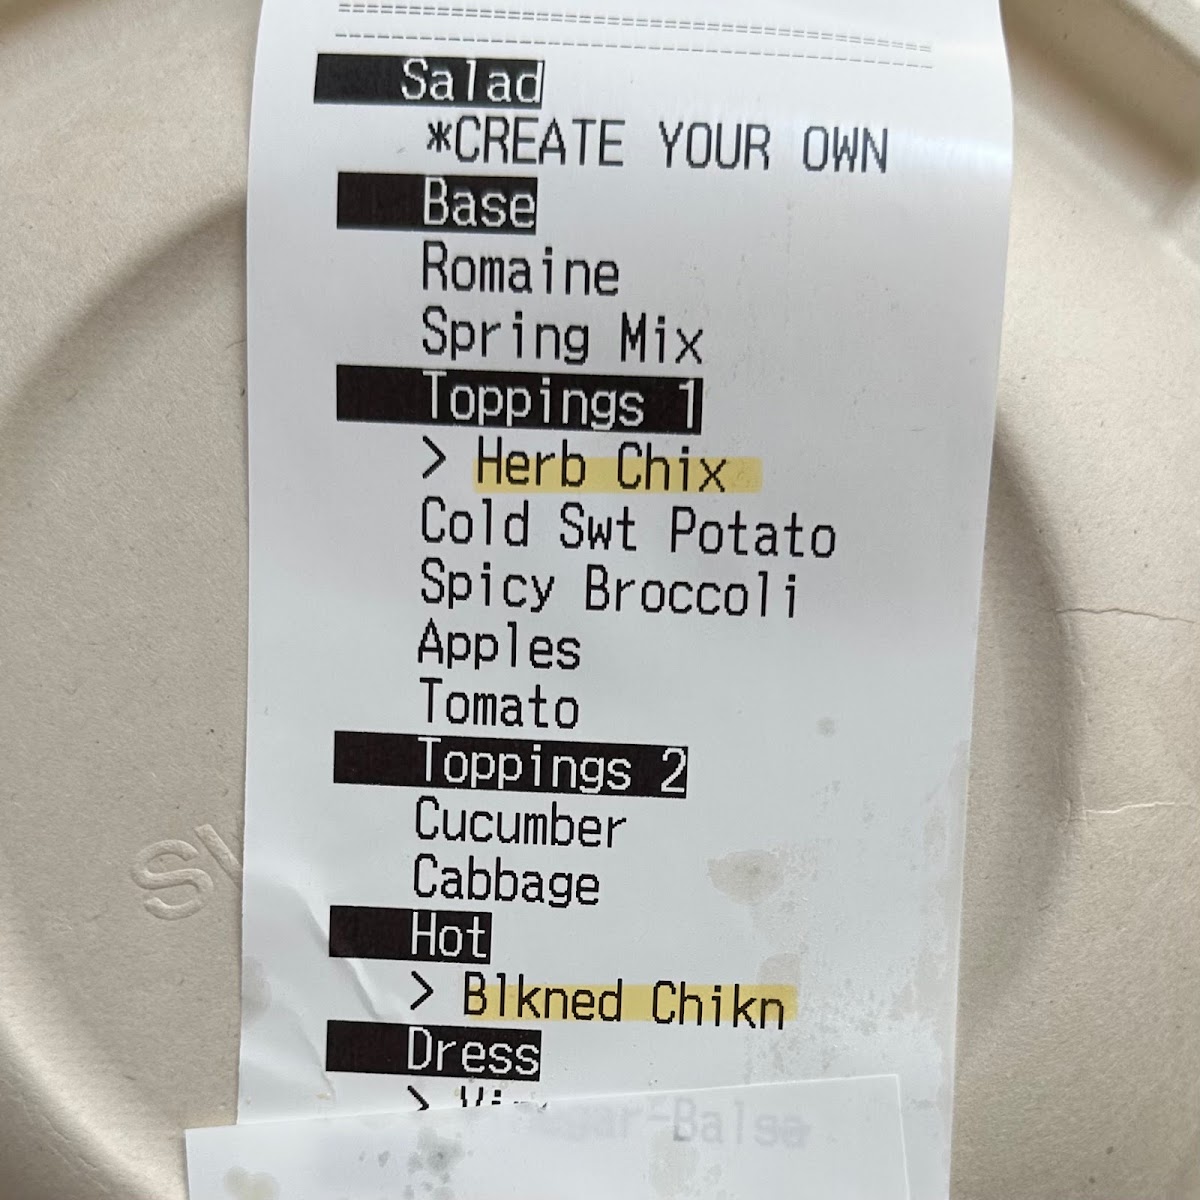 Salad
*CREATE YOUR OWN
Base
Romaine
Spring Mix
Toppings 1
> Herb Chix
Cold Swt Potato
Spicy Broccoli
Apples
Tomato
Toppings 2
Cucumber
Cabbage
Hot
> Blkned Chikn
Dress
>